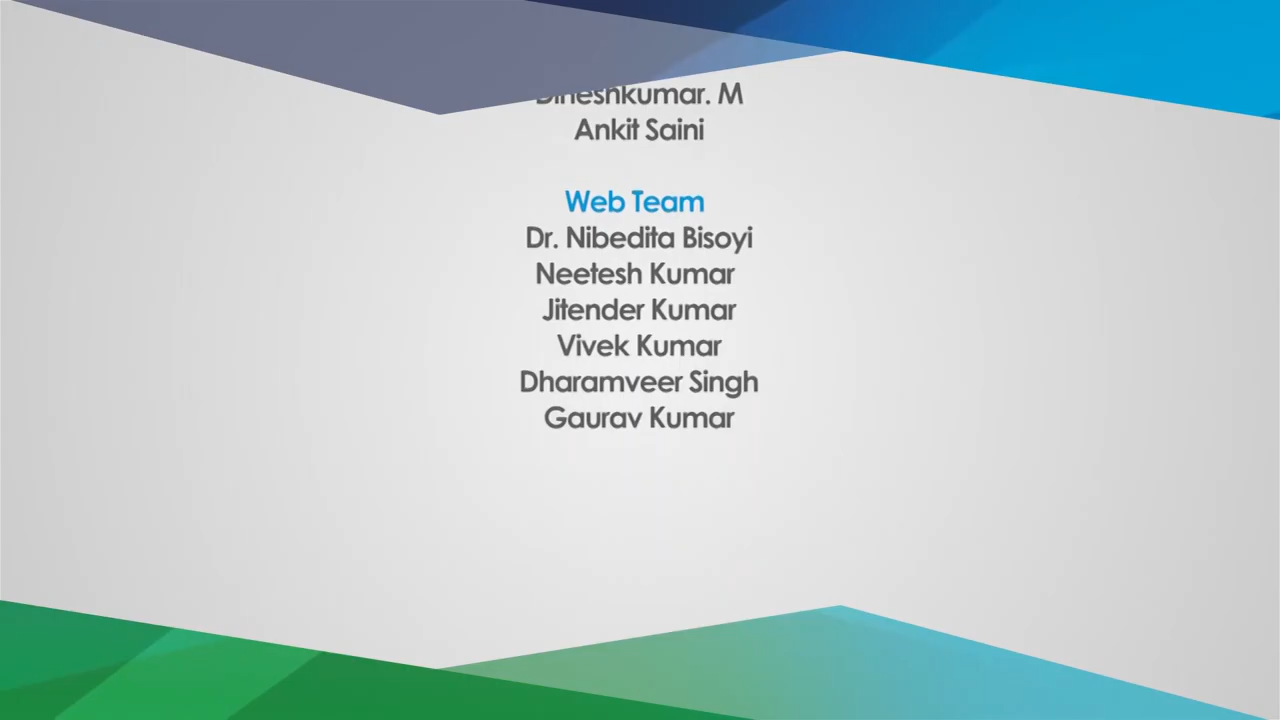 Dineshkumar. M
Ankit Saini
Web Team
Dr. Nibedita Bisoyi
Neetesh Kumar
Jitender Kumar
Vivek Kumar
Dharamveer Singh
Gaurav Kumar